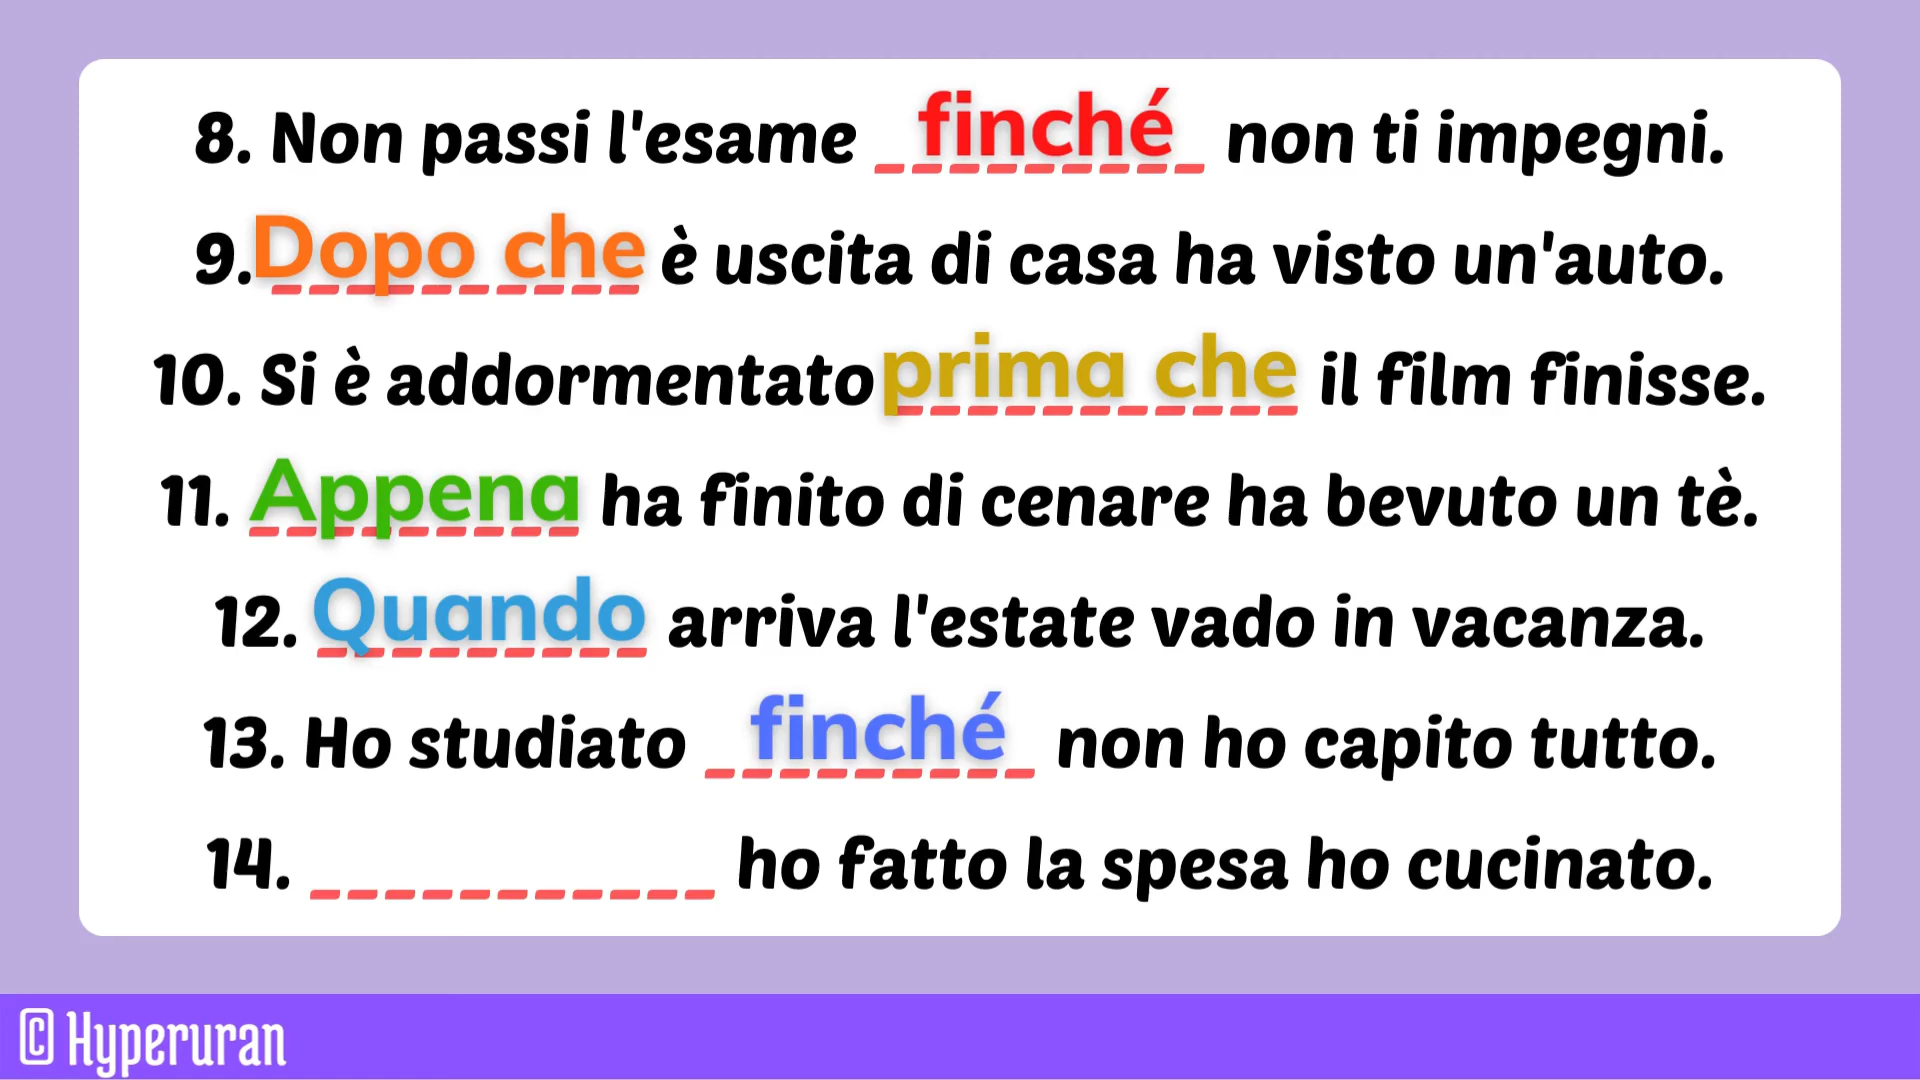 8. Non passi l'esame finché non ti impegni.
9. Dopo che è uscita di casa ha visto un'auto.
10. Si è addormentato prima che il film finisse.
11. Appena ha finito di cenare ha bevuto un tè.
12. Quando arriva l'estate vado in vacanza.
13. Ho studiato finché non ho capito tutto.
14. ___________ ho fatto la spesa ho cucinato.
© Hyperuran